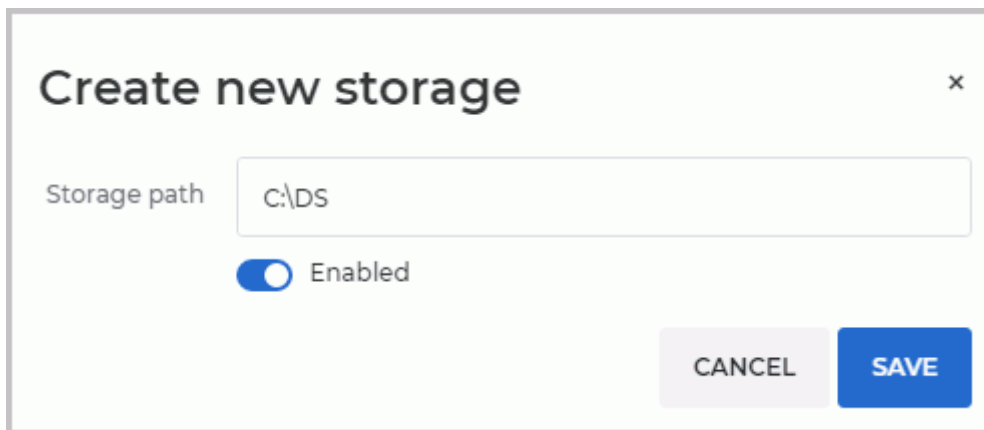 Create new storage
×
Storage path
C:\DS
Enabled
CANCEL
SAVE